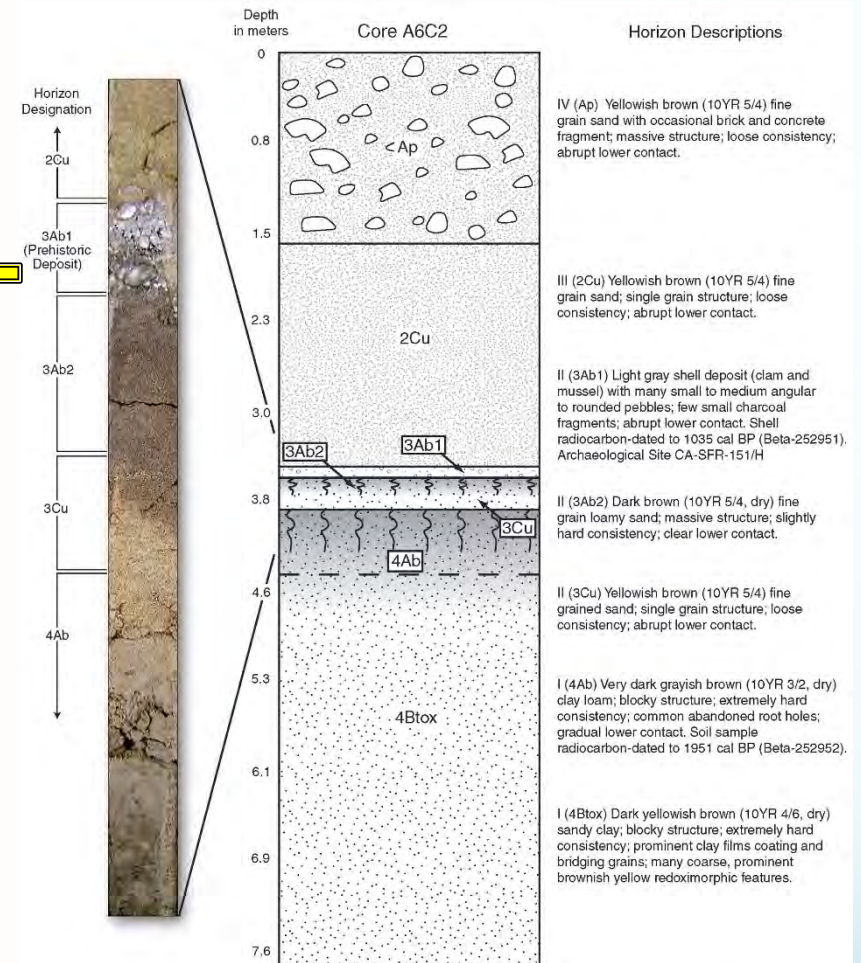 Depth
in meters
Core A6C2
Horizon Descriptions
Horizon
Designation
2Cu
3Ab1
(Prehistoric
Deposit)
3Ab2
3Cu
4Ab
0
0.8
1.5
2.3
3.0
3.8
4.6
5.3
6.1
6.9
7.6
<Ap
2Cu
3Ab2
3Ab1
3Cu
4Ab
4Btox
IV (Ap) Yellowish brown (10YR 5/4) fine
grain sand with occasional brick and concrete
fragment; massive structure; loose consistency;
abrupt lower contact.
III (2Cu) Yellowish brown (10YR 5/4) fine
grain sand; single grain structure; loose
consistency; abrupt lower contact.
II (3Ab1) Light gray shell deposit (clam and
mussel) with many small to medium angular
to rounded pebbles; few small charcoal
fragments; abrupt lower contact. Shell
radiocarbon-dated to 1035 cal BP (Beta-252951).
Archaeological Site CA-SFR-151/H
II (3Ab2) Dark brown (10YR 5/4, dry) fine
grain loamy sand; massive structure; slightly
hard consistency; clear lower contact.
II (3Cu) Yellowish brown (10YR 5/4) fine
grained sand; single grain structure; loose
consistency; abrupt lower contact.
I (4Ab) Very dark grayish brown (10YR 3/2, dry)
clay loam; blocky structure; extremely hard
consistency; common abandoned root holes;
gradual lower contact. Soil sample
radiocarbon-dated to 1951 cal BP (Beta-252952).
I (4Btox) Dark yellowish brown (10YR 4/6, dry)
sandy clay; blocky structure; extremely hard
consistency; prominent clay films coating and
bridging grains; many coarse, prominent
brownish yellow redoximorphic features.